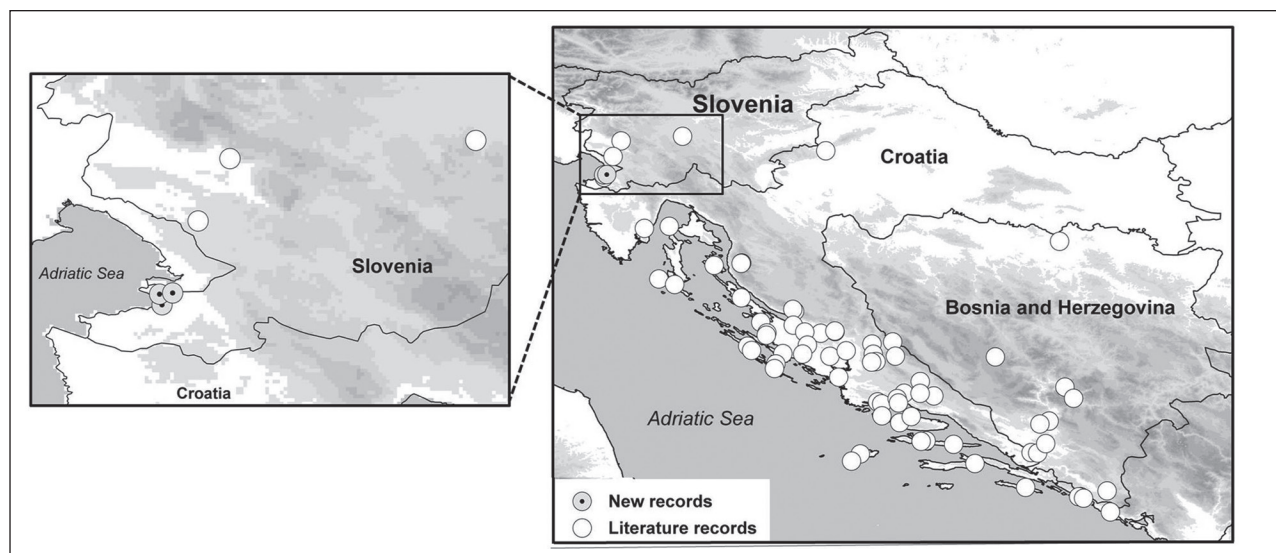 Adriatic Sea
Slovenia
Croatia
Slovenia
Croatia
Bosnia and Herzegovina
Adriatic Sea
New records
Literature records